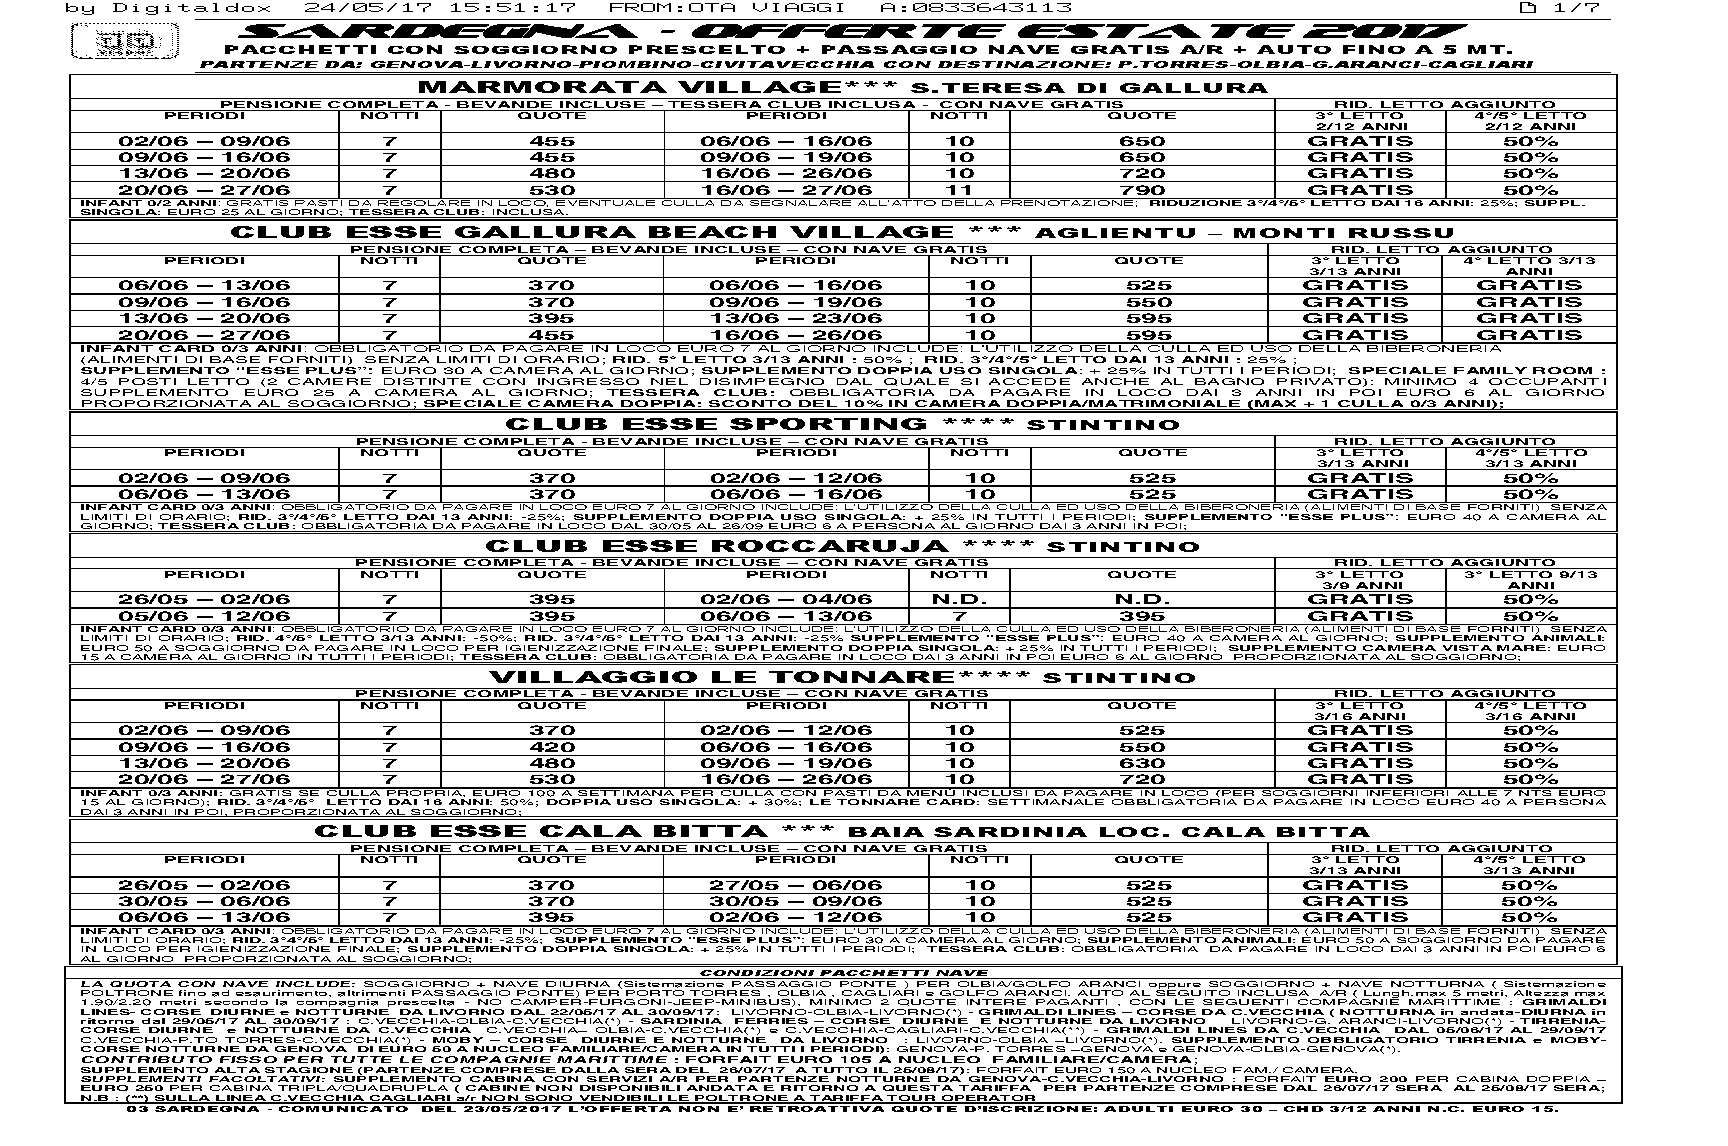 by Digitaldox 24/05/17 15:51:17 FROM:OTA VIAGGI A:0833643113 1/7
SARDEGNA - OFFERTE ESTATE 2017
PACCHETTI CON SOGGIORNO PRESCELTO + PASSAGGIO NAVE GRATIS A/R + AUTO FINO A 5 MT.
PARTENZE DA: GENOVA-LIVORNO-PIOMBINO-CIVITAVECCHIA CON DESTINAZIONE: P.TORRES-OLBIA-G.ARANCI-CAGLIARI
MARMORATA VILLAGE*** S.TERESA DI GALLURA
PENSIONE COMPLETA - BEVANDE INCLUSE – TESSERA CLUB INCLUSA - CON NAVE GRATIS RID. LETTO AGGIUNTO
PERIODI NOTTI QUOTE PERIODI NOTTI QUOTE 3° LETTO 4°/5° LETTO
2/12 ANNI 2/12 ANNI
02/06 – 09/06 7 455 06/06 – 16/06 10 650 GRATIS 50%
09/06 – 16/06 7 455 09/06 – 19/06 10 650 GRATIS 50%
13/06 – 20/06 7 480 16/06 – 26/06 10 720 GRATIS 50%
20/06 – 27/06 7 530 16/06 – 27/06 11 790 GRATIS 50%
INFANT 0/2 ANNI: GRATIS PASTI DA REGOLARE IN LOCO, EVENTUALE CULLA DA SEGNALARE ALL'ATTO DELLA PRENOTAZIONE; RIDUZIONE 3°/4°/5° LETTO DAI 16 ANNI: 25%; SUPPL.
SINGOLA: EURO 25 AL GIORNO; TESSERA CLUB: INCLUSA.
CLUB ESSE GALLURA BEACH VILLAGE *** AGLIENTU – MONTI RUSSU
PENSIONE COMPLETA – BEVANDE INCLUSE – CON NAVE GRATIS RID. LETTO AGGIUNTO
PERIODI NOTTI QUOTE PERIODI NOTTI QUOTE 3° LETTO 4° LETTO 3/13
3/13 ANNI ANNI
06/06 – 13/06 7 370 06/06 – 16/06 10 525 GRATIS GRATIS
09/06 – 16/06 7 370 09/06 – 19/06 10 550 GRATIS GRATIS
13/06 – 20/06 7 395 13/06 – 23/06 10 595 GRATIS GRATIS
20/06 – 27/06 7 455 16/06 – 26/06 10 595 GRATIS GRATIS
INFANT CARD 0/3 ANNI: OBBLIGATORIO DA PAGARE IN LOCO EURO 7 AL GIORNO INCLUDE: L'UTILIZZO DELLA CULLA ED USO DELLA BIBERONERIA
(ALIMENTI DI BASE FORNITI) SENZA LIMITI DI ORARIO; RID. 5° LETTO 3/13 ANNI : 50% ; RID. 3°/4°/5° LETTO DAI 13 ANNI : 25% ;
SUPPLEMENTO "ESSE PLUS": EURO 30 A CAMERA AL GIORNO; SUPPLEMENTO DOPPIA USO SINGOLA: + 25% IN TUTTI I PERIODI; SPECIALE FAMILY ROOM :
4/5 POSTI LETTO (2 CAMERE DISTINTE CON INGRESSO NEL DISIMPEGNO DAL QUALE SI ACCEDE ANCHE AL BAGNO PRIVATO): MINIMO 4 OCCUPANTI
SUPPLEMENTO EURO 25 A CAMERA AL GIORNO; TESSERA CLUB: OBBLIGATORIA DA PAGARE IN LOCO DAI 3 ANNI IN POI EURO 6 AL GIORNO
PROPORZIONATA AL SOGGIORNO; SPECIALE CAMERA DOPPIA: SCONTO DEL 10% IN CAMERA DOPPIA/MATRIMONIALE (MAX + 1 CULLA 0/3 ANNI);
CLUB ESSE SPORTING **** STINTINO
PENSIONE COMPLETA - BEVANDE INCLUSE – CON NAVE GRATIS RID. LETTO AGGIUNTO
PERIODI NOTTI QUOTE PERIODI NOTTI QUOTE 3° LETTO 4°/5° LETTO
3/13 ANNI 3/13 ANNI
02/06 – 09/06 7 370 02/06 – 12/06 10 525 GRATIS 50%
06/06 – 13/06 7 370 06/06 – 16/06 10 525 GRATIS 50%
INFANT CARD 0/3 ANNI: OBBLIGATORIO DA PAGARE IN LOCO EURO 7 AL GIORNO INCLUDE: L'UTILIZZO DELLA CULLA ED USO DELLA BIBERONERIA (ALIMENTI DI BASE FORNITI) SENZA
LIMITI DI ORARIO; RID. 3°/4°/5° LETTO DAI 13 ANNI: -25%; SUPPLEMENTO DOPPIA USO SINGOLA: + 25% IN TUTTI I PERIODI; SUPPLEMENTO "ESSE PLUS": EURO 40 A CAMERA AL
GIORNO; TESSERA CLUB: OBBLIGATORIA DA PAGARE IN LOCO DAL 30/05 AL 26/09 EURO 6 A PERSONA AL GIORNO DAI 3 ANNI IN POI;
CLUB ESSE ROCCARUJA **** STINTINO
PENSIONE COMPLETA - BEVANDE INCLUSE – CON NAVE GRATIS RID. LETTO AGGIUNTO
PERIODI NOTTI QUOTE PERIODI NOTTI QUOTE 3° LETTO 3° LETTO 9/13
3/9 ANNI ANNI
26/05 – 02/06 7 395 02/06 – 04/06 N.D. N.D. GRATIS 50%
05/06 – 12/06 7 395 06/06 – 13/06 7 395 GRATIS 50%
INFANT CARD 0/3 ANNI: OBBLIGATORIO DA PAGARE IN LOCO EURO 7 AL GIORNO INCLUDE: L'UTILIZZO DELLA CULLA ED USO DELLA BIBERONERIA (ALIMENTI DI BASE FORNITI) SENZA
LIMITI DI ORARIO; RID. 4°/5° LETTO 3/13 ANNI: -50%; RID. 3°/4°/5° LETTO DAI 13 ANNI: -25% SUPPLEMENTO "ESSE PLUS": EURO 40 A CAMERA AL GIORNO; SUPPLEMENTO ANIMALI:
EURO 50 A SOGGIORNO DA PAGARE IN LOCO PER IGIENIZZAZIONE FINALE; SUPPLEMENTO DOPPIA SINGOLA: + 25% IN TUTTI I PERIODI; SUPPLEMENTO CAMERA VISTA MARE: EURO
15 A CAMERA AL GIORNO IN TUTTI I PERIODI; TESSERA CLUB: OBBLIGATORIA DA PAGARE IN LOCO DAI 3 ANNI IN POI EURO 6 AL GIORNO PROPORZIONATA AL SOGGIORNO;
VILLAGGIO LE TONNARE**** STINTINO
PENSIONE COMPLETA - BEVANDE INCLUSE – CON NAVE GRATIS RID. LETTO AGGIUNTO
PERIODI NOTTI QUOTE PERIODI NOTTI QUOTE 3° LETTO 4°/5° LETTO
3/16 ANNI 3/16 ANNI
02/06 – 09/06 7 370 02/06 – 12/06 10 525 GRATIS 50%
09/06 – 16/06 7 420 06/06 – 16/06 10 550 GRATIS 50%
13/06 – 20/06 7 480 09/06 – 19/06 10 630 GRATIS 50%
20/06 – 27/06 7 530 16/06 – 26/06 10 720 GRATIS 50%
INFANT 0/3 ANNI: GRATIS SE CULLA PROPRIA, EURO 100 A SETTIMANA PER CULLA CON PASTI DA MENÙ INCLUSI DA PAGARE IN LOCO (PER SOGGIORNI INFERIORI ALLE 7 NTS EURO
15 AL GIORNO); RID. 3°/4°/5° LETTO DAI 16 ANNI: 50%; DOPPIA USO SINGOLA: + 30%; LE TONNARE CARD: SETTIMANALE OBBLIGATORIA DA PAGARE IN LOCO EURO 40 A PERSONA
DAI 3 ANNI IN POI, PROPORZIONATA AL SOGGIORNO;
CLUB ESSE CALA BITTA *** BAIA SARDINIA LOC. CALA BITTA
PENSIONE COMPLETA – BEVANDE INCLUSE – CON NAVE GRATIS RID. LETTO AGGIUNTO
PERIODI NOTTI QUOTE PERIODI NOTTI QUOTE 3° LETTO 4°/5° LETTO
3/13 ANNI 3/13 ANNI
26/05 – 02/06 7 370 27/05 – 06/06 10 525 GRATIS 50%
30/05 – 06/06 7 370 30/05 – 09/06 10 525 GRATIS 50%
06/06 – 13/06 7 395 02/06 – 12/06 10 525 GRATIS 50%
INFANT CARD 0/3 ANNI: OBBLIGATORIO DA PAGARE IN LOCO EURO 7 AL GIORNO INCLUDE: L'UTILIZZO DELLA CULLA ED USO DELLA BIBERONERIA (ALIMENTI DI BASE FORNITI) SENZA
LIMITI DI ORARIO; RID. 3°4°/5° LETTO DAI 13 ANNI: -25%; SUPPLEMENTO "ESSE PLUS": EURO 30 A CAMERA AL GIORNO; SUPPLEMENTO ANIMALI: EURO 50 A SOGGIORNO DA PAGARE
IN LOCO PER IGIENIZZAZIONE FINALE; SUPPLEMENTO DOPPIA SINGOLA: + 25% IN TUTTI I PERIODI; TESSERA CLUB: OBBLIGATORIA DA PAGARE IN LOCO DAI 3 ANNI IN POI EURO 6
AL GIORNO PROPORZIONATA AL SOGGIORNO;
CONDIZIONI PACCHETTI NAVE
LA QUOTA CON NAVE INCLUDE: SOGGIORNO + NAVE DIURNA (Sistemazione PASSAGGIO PONTE ) PER OLBIA/GOLFO ARANCI oppure SOGGIORNO + NAVE NOTTURNA ( Sistemazione
POLTRONE fino ad esaurimento, altrimenti PASSAGGIO PONTE) PER PORTO TORRES , OLBIA , CAGLIARI e GOLFO ARANCI. AUTO AL SEGUITO INCLUSA A/R ( Lungh.max 5 metri, Altezza max
1.90/2.20 metri secondo la compagnia prescelta - NO CAMPER-FURGONI-JEEP-MINIBUS), MINIMO 2 QUOTE INTERE PAGANTI , CON LE SEGUENTI COMPAGNIE MARITTIME : GRIMALDI
LINES- CORSE DIURNE e NOTTURNE DA LIVORNO DAL 22/05/17 AL 30/09/17: LIVORNO-OLBIA-LIVORNO(*) - GRIMALDI LINES – CORSE DA C.VECCHIA ( NOTTURNA in andata-DIURNA in
ritorno dal 29/05/17 AL 30/09/17 : C.VECCHIA-OLBIA-C.VECCHIA(*) - SARDINIA FERRIES – CORSE DIURNE E NOTTURNE DA LIVORNO : LIVORNO-G. ARANCI-LIVORNO(*) - TIRRENIA-
CORSE DIURNE e NOTTURNE DA C.VECCHIA C.VECCHIA– OLBIA-C.VECCHIA(*) e C.VECCHIA-CAGLIARI-C.VECCHIA(**) - GRIMALDI LINES DA C.VECCHIA DAL 05/06/17 AL 29/09/17
C.VECCHIA-P.TO TORRES-C.VECCHIA(*) - MOBY – CORSE DIURNE E NOTTURNE DA LIVORNO : LIVORNO-OLBIA –LIVORNO(*). SUPPLEMENTO OBBLIGATORIO TIRRENIA e MOBY-
CORSE NOTTURNE DA GENOVA DI EURO 50 A NUCLEO FAMILIARE/CAMERA IN TUTTI I PERIODI): GENOVA-P. TORRES –GENOVA e GENOVA-OLBIA-GENOVA(*).
CONTRIBUTO FISSO PER TUTTE LE COMPAGNIE MARITTIME : FORFAIT EURO 105 A NUCLEO FAMILIARE/CAMERA;
SUPPLEMENTO ALTA STAGIONE (PARTENZE COMPRESE DALLA SERA DEL 26/07/17 A TUTTO IL 25/08/17): FORFAIT EURO 150 A NUCLEO FAM./ CAMERA.
SUPPLEMENTI FACOLTATIVI: SUPPLEMENTO CABINA CON SERVIZI A/R PER PARTENZE NOTTURNE DA GENOVA-C.VECCHIA-LIVORNO : FORFAIT EURO 200 PER CABINA DOPPIA –
EURO 250 PER CABINA TRIPLA/QUADRUPLA ( CABINE NON DISPONIBILI ANDATA E RITORNO A QUESTA TARIFFA PER PARTENZE COMPRESE DAL 26/07/17 SERA AL 25/08/17 SERA;
N.B : (**) SULLA LINEA C.VECCHIA CAGLIARI a/r NON SONO VENDIBILI LE POLTRONE A TARIFFA TOUR OPERATOR
03 SARDEGNA - COMUNICATO DEL 23/05/2017 L'OFFERTA NON E' RETROATTIVA QUOTE D'ISCRIZIONE: ADULTI EURO 30 – CHD 3/12 ANNI N.C. EURO 15.